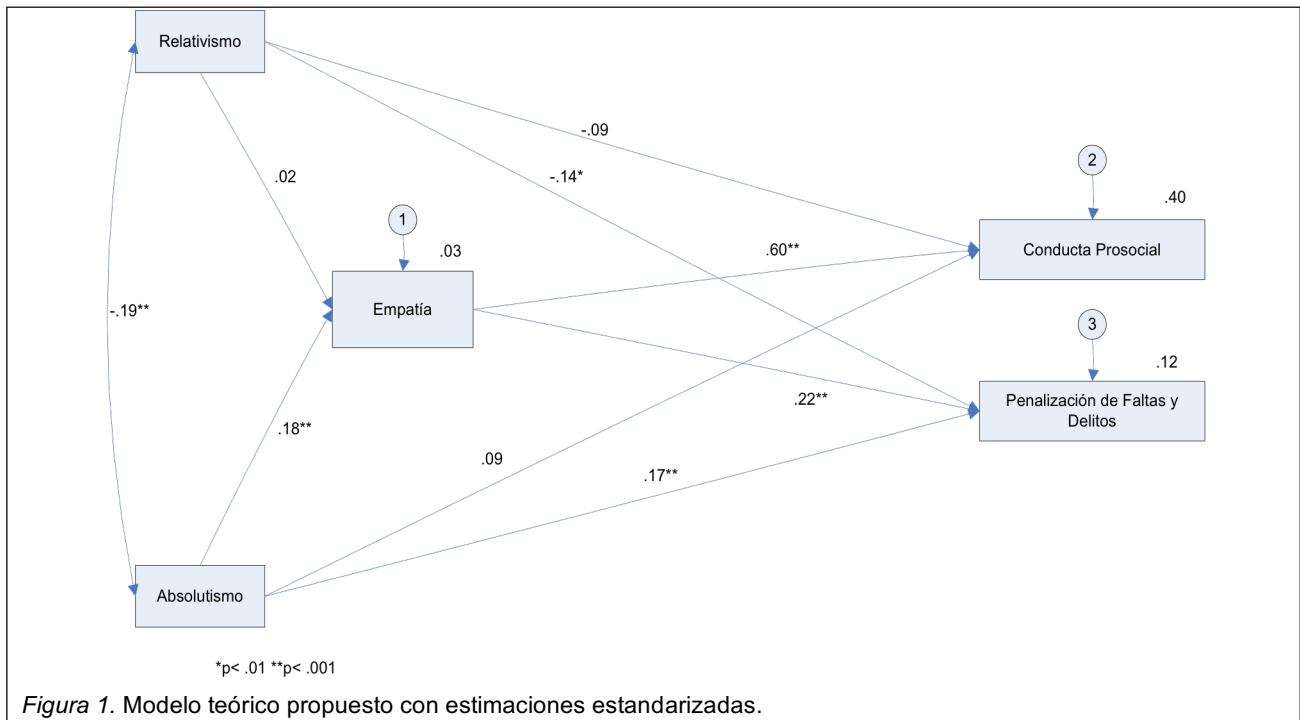 Relativismo
-.09
2
-.14*
.02
.40
1
Conducta Prosocial
.60**
.03
Empatía
-.19**
3
.12
Penalización de Faltas y
Delitos
.22**
.18**
.09
.17**
Absolutismo
*p< .01 **p< .001
Figura 1. Modelo teórico propuesto con estimaciones estandarizadas.